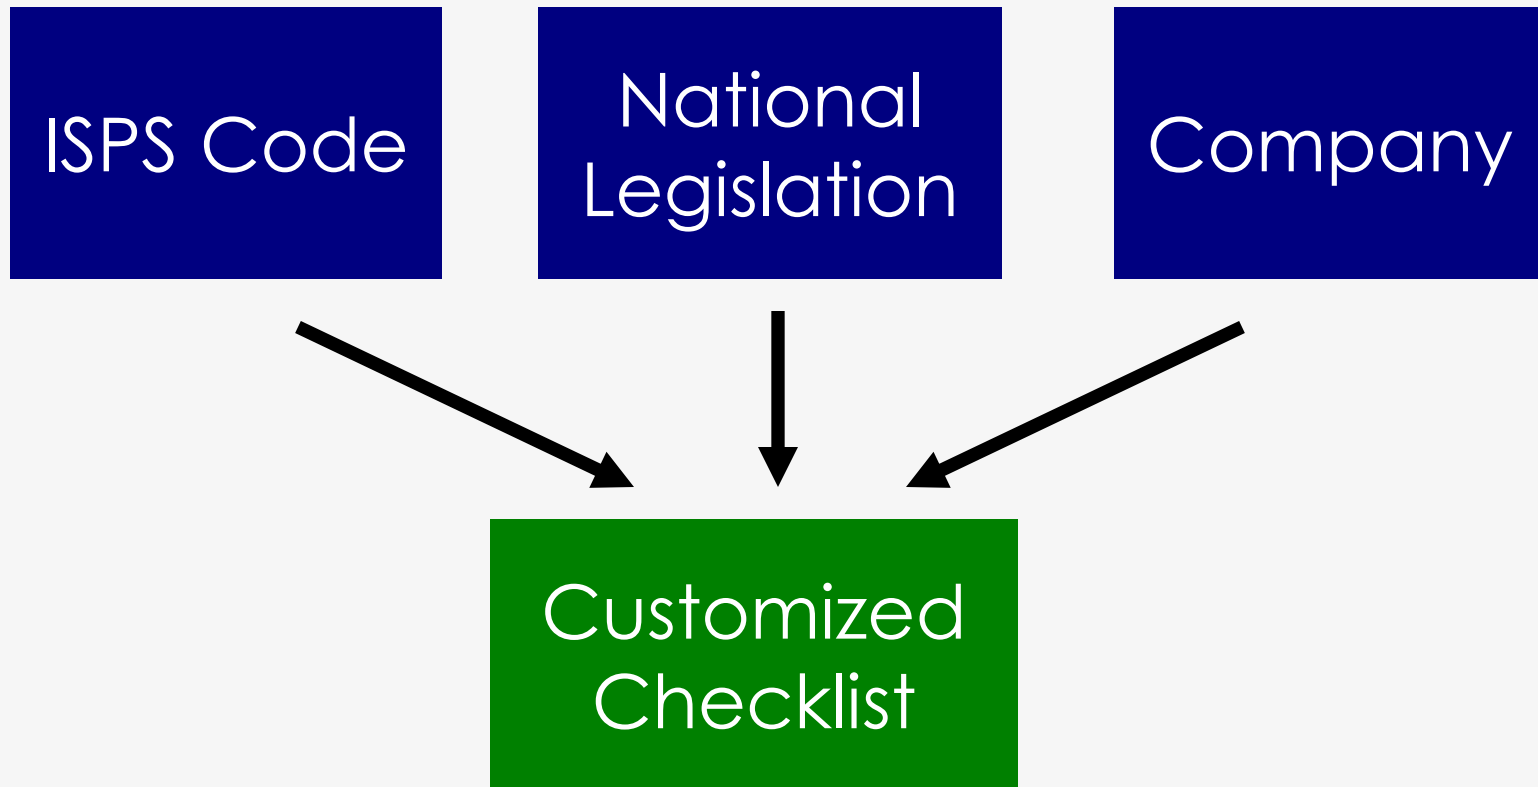 ISPS Code
National
Legislation
Company
Customized
Checklist